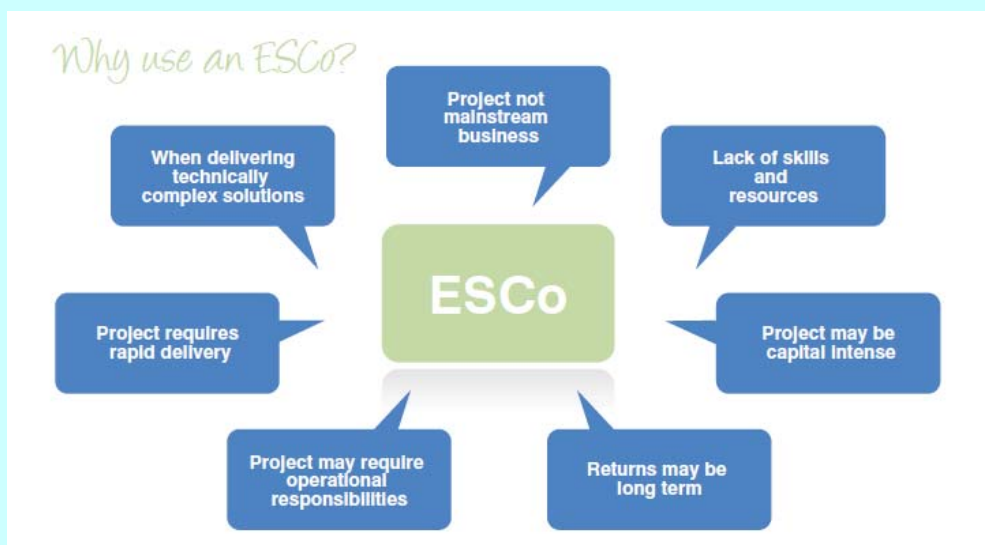 Why use an ESCo?
Project not
mainstream
business
When delivering
technically
complex solutions
Lack of skills
and
resources
ESCo
Project requires
rapid delivery
Project may be
capital intense
Project may require
operational
responsibilities
Returns may be
long term